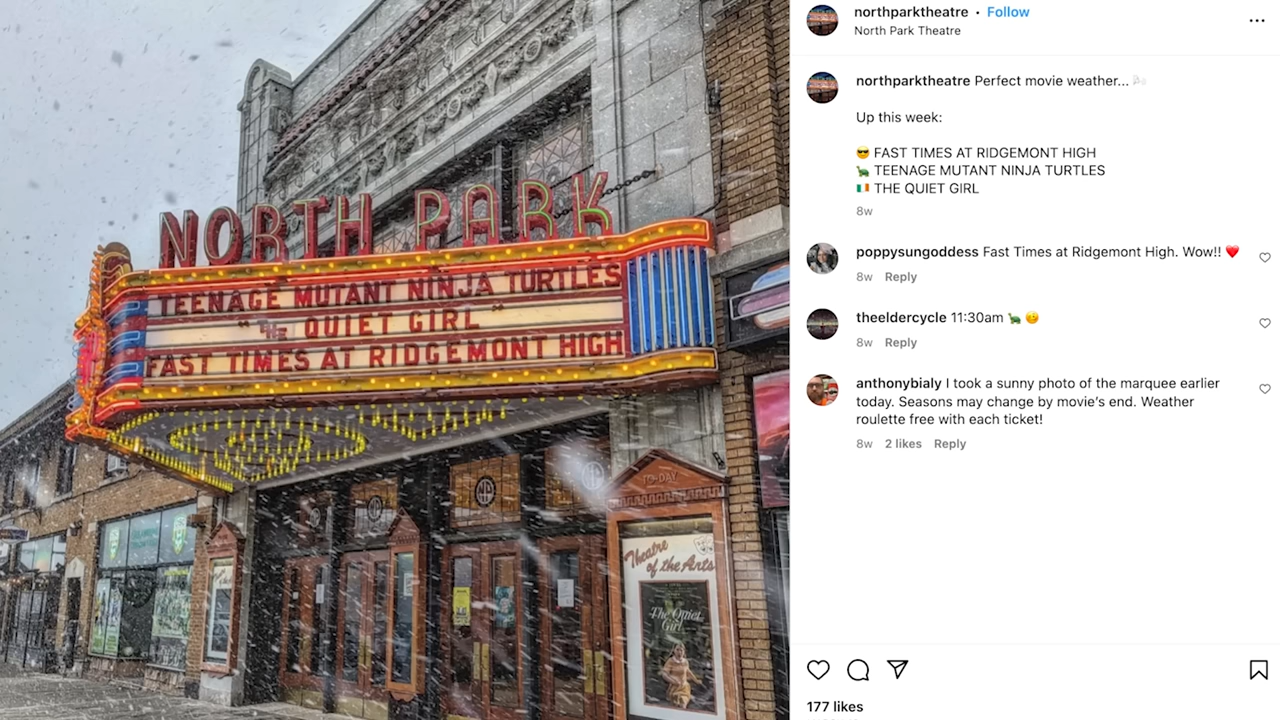 NORTH PARK
TEENAGE MUTANT NINJA TURTLES
THE QUIET GIRL
FAST TIMES AT RIDGEMONT HIGH
TO-DAY
Theatre
of the Arts
The Quiet
Girl
northparktheatre • Follow
North Park Theatre
northparktheatre Perfect movie weather... 🌬️
Up this week:
😎 FAST TIMES AT RIDGEMONT HIGH
🐢 TEENAGE MUTANT NINJA TURTLES
🇮🇪 THE QUIET GIRL
8w
poppysungoddess Fast Times at Ridgemont High. Wow!! ❤️
8w Reply
theeldercycle 11:30am 🐢 🥴
8w Reply
anthonybialy I took a sunny photo of the marquee earlier
today. Seasons may change by movie's end. Weather
roulette free with each ticket!
8w 2 likes Reply
177 likes